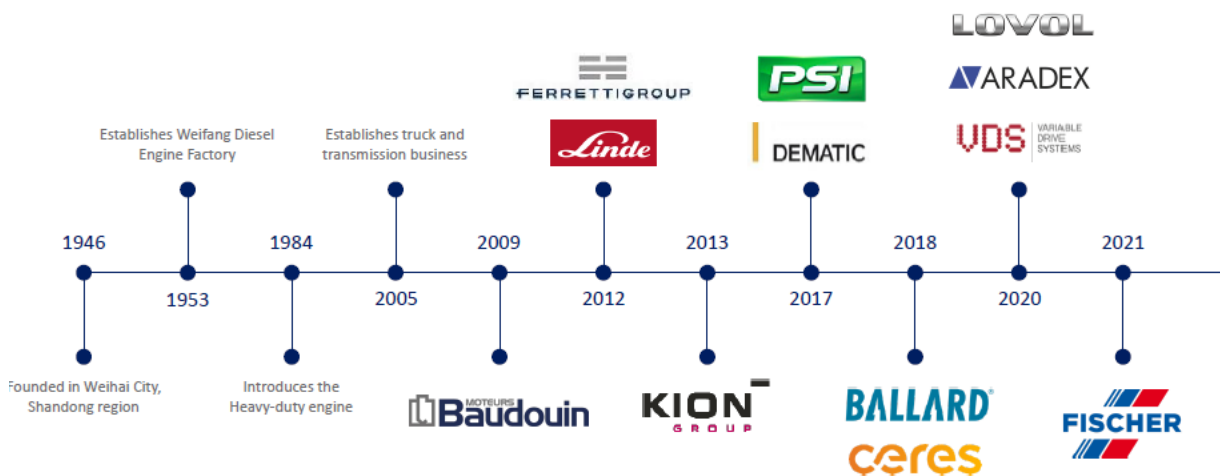 LOVOL
FERRETTIGROUP
PSI
ARADEX
Establishes Weifang Diesel
Engine Factory
Establishes truck and
transmission business
Linde
DEMATIC
VDS VARIABLE
DRIVE
SYSTEMS
1946
1984
2009
2013
2018
2021
1953
2005
2012
2017
2020
Founded in Weihai City,
Shandong region
Introduces the
Heavy-duty engine
MOTEURS
Baudouin
KION
GROUP
BALLARD®
ceres
FISCHER